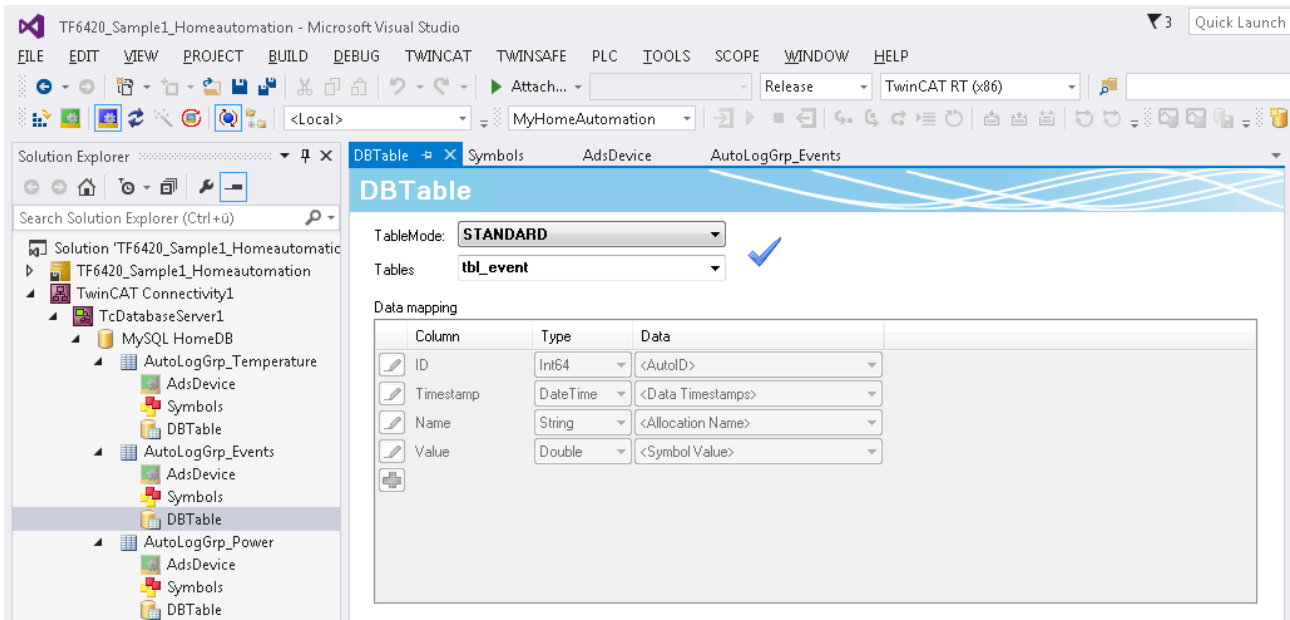 TF6420_Sample1_Homeautomation - Microsoft Visual Studio 3 Quick Launch
FILE EDIT VIEW PROJECT BUILD DEBUG TWINCAT TWINSAFE PLC TOOLS SCOPE WINDOW HELP
Attach... Release TwinCAT RT (x86)
<Local> MyHomeAutomation
Solution Explorer
Search Solution Explorer (Ctrl+ü)
Solution 'TF6420_Sample1_Homeautomatic
TF6420_Sample1_Homeautomation
TwinCAT Connectivity1
TcDatabaseServer1
MySQL HomeDB
AutoLogGrp_Temperature
AdsDevice
Symbols
DBTable
AutoLogGrp_Events
AdsDevice
Symbols
DBTable
AutoLogGrp_Power
AdsDevice
Symbols
DBTable
DBTable Symbols AdsDevice AutoLogGrp_Events
DBTable
TableMode: STANDARD
Tables tbl_event
Data mapping
Column Type Data
ID Int64 <AutoID>
Timestamp DateTime <Data Timestamps>
Name String <Allocation Name>
Value Double <Symbol Value>